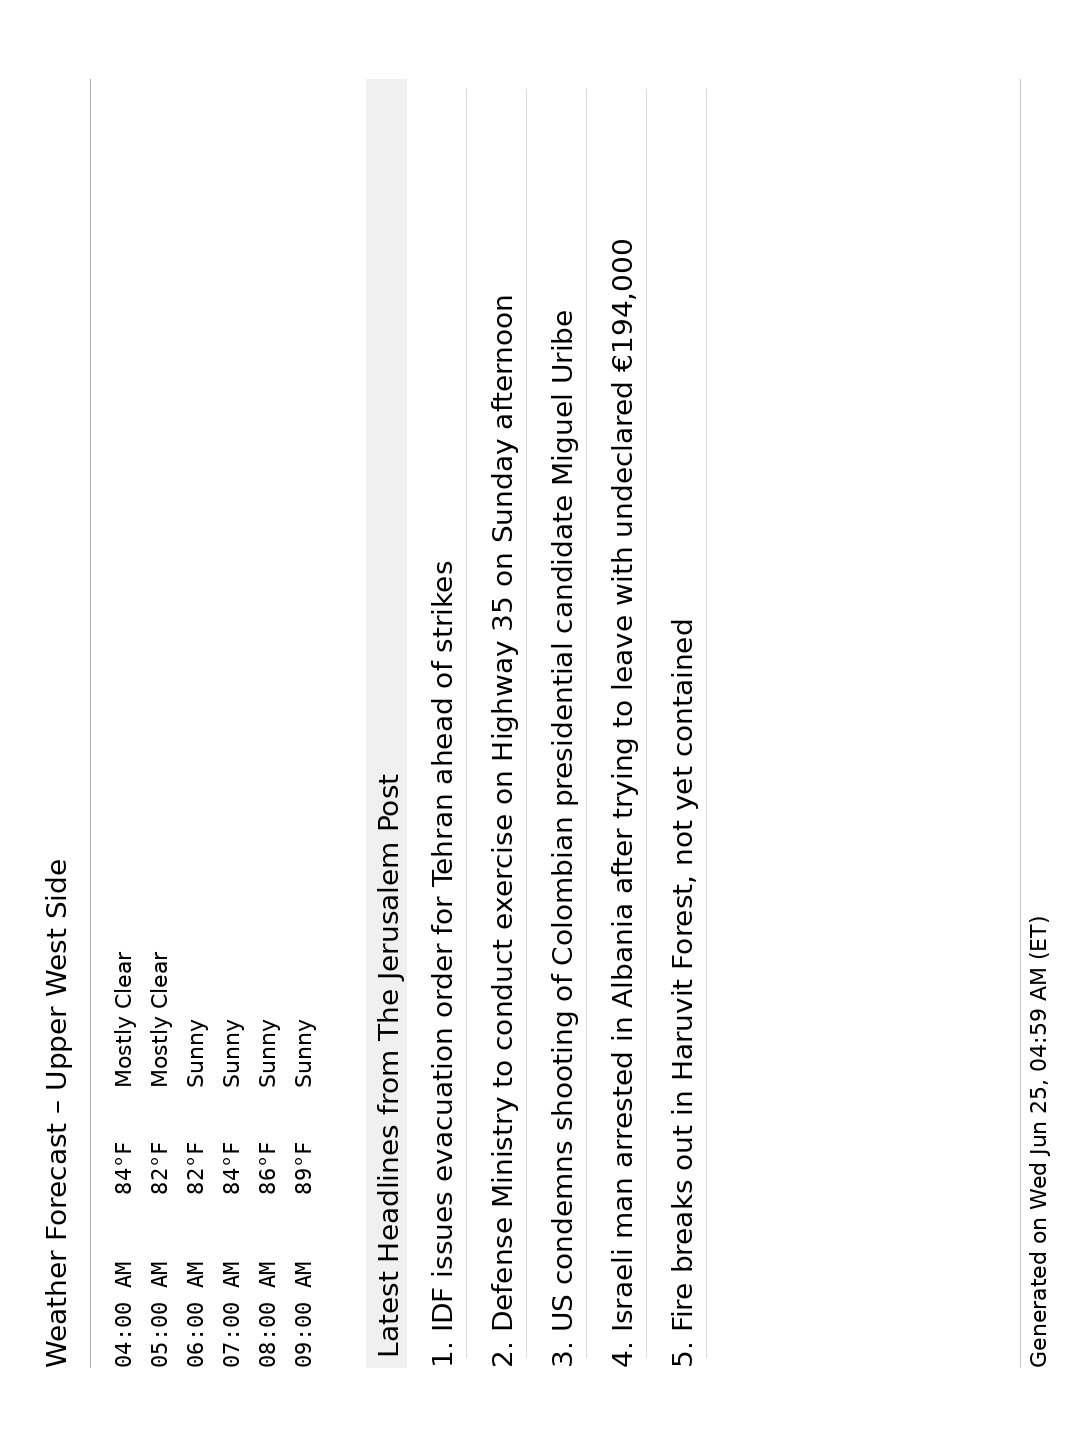 Weather Forecast – Upper West Side
04:00 AM 84°F Mostly Clear
05:00 AM 82°F Mostly Clear
06:00 AM 82°F Sunny
07:00 AM 84°F Sunny
08:00 AM 86°F Sunny
09:00 AM 89°F Sunny
Latest Headlines from The Jerusalem Post
1. IDF issues evacuation order for Tehran ahead of strikes
2. Defense Ministry to conduct exercise on Highway 35 on Sunday afternoon
3. US condemns shooting of Colombian presidential candidate Miguel Uribe
4. Israeli man arrested in Albania after trying to leave with undeclared €194,000
5. Fire breaks out in Haruvit Forest, not yet contained
Generated on Wed Jun 25, 04:59 AM (ET)